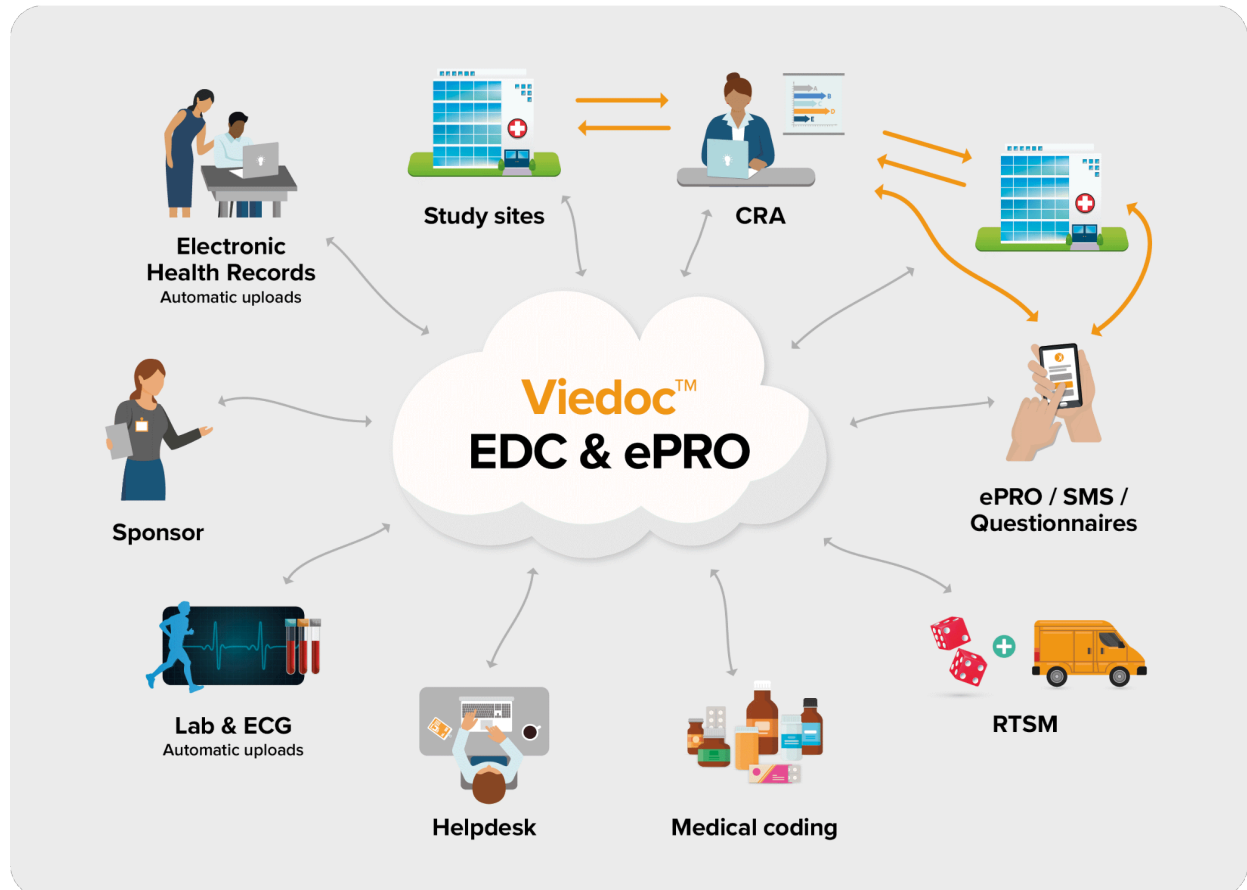 A
B
C
D
E
Study sites
CRA
Electronic
Health Records
Automatic uploads
Viedoc™
EDC & ePRO
ePRO / SMS /
Questionnaires
Sponsor
Lab & ECG
Automatic uploads
RTSM
Helpdesk
Medical coding